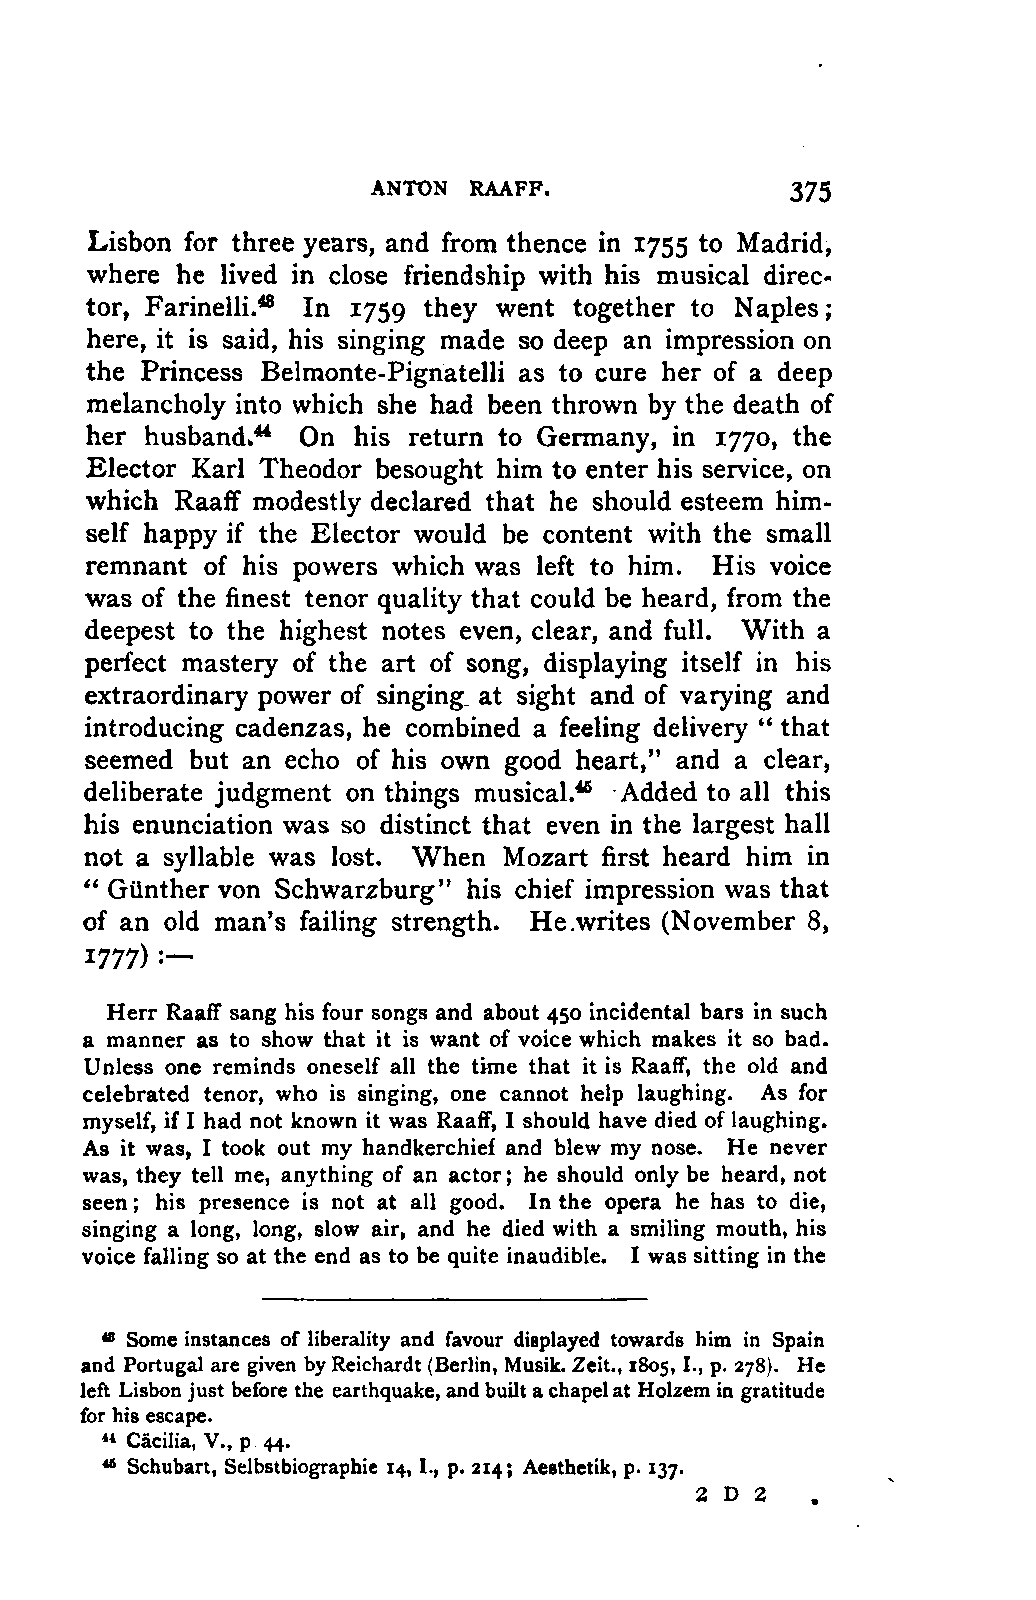 ANTON RAAFF. 375
Lisbon for three years, and from thence in 1755 to Madrid,
where he lived in close friendship with his musical direc-
tor, Farinelli.⁴³ In 1759 they went together to Naples;
here, it is said, his singing made so deep an impression on
the Princess Belmonte-Pignatelli as to cure her of a deep
melancholy into which she had been thrown by the death of
her husband.⁴⁴ On his return to Germany, in 1770, the
Elector Karl Theodor besought him to enter his service, on
which Raaff modestly declared that he should esteem him-
self happy if the Elector would be content with the small
remnant of his powers which was left to him. His voice
was of the finest tenor quality that could be heard, from the
deepest to the highest notes even, clear, and full. With a
perfect mastery of the art of song, displaying itself in his
extraordinary power of singing at sight and of varying and
introducing cadenzas, he combined a feeling delivery “ that
seemed but an echo of his own good heart,” and a clear,
deliberate judgment on things musical.⁴⁵ Added to all this
his enunciation was so distinct that even in the largest hall
not a syllable was lost. When Mozart first heard him in
“ Günther von Schwarzburg” his chief impression was that
of an old man’s failing strength. He writes (November 8,
1777) :—
Herr Raaff sang his four songs and about 450 incidental bars in such
a manner as to show that it is want of voice which makes it so bad.
Unless one reminds oneself all the time that it is Raaff, the old and
celebrated tenor, who is singing, one cannot help laughing. As for
myself, if I had not known it was Raaff, I should have died of laughing.
As it was, I took out my handkerchief and blew my nose. He never
was, they tell me, anything of an actor; he should only be heard, not
seen; his presence is not at all good. In the opera he has to die,
singing a long, long, slow air, and he died with a smiling mouth, his
voice falling so at the end as to be quite inaudible. I was sitting in the
⁴³ Some instances of liberality and favour displayed towards him in Spain
and Portugal are given by Reichardt (Berlin, Musik. Zeit., 1805, I., p. 278). He
left Lisbon just before the earthquake, and built a chapel at Holzem in gratitude
for his escape.
⁴⁴ Cäcilia, V., p 44.
⁴⁵ Schubart, Selbstbiographie 14, I., p. 214; Aesthetik, p. 137.
2 D 2